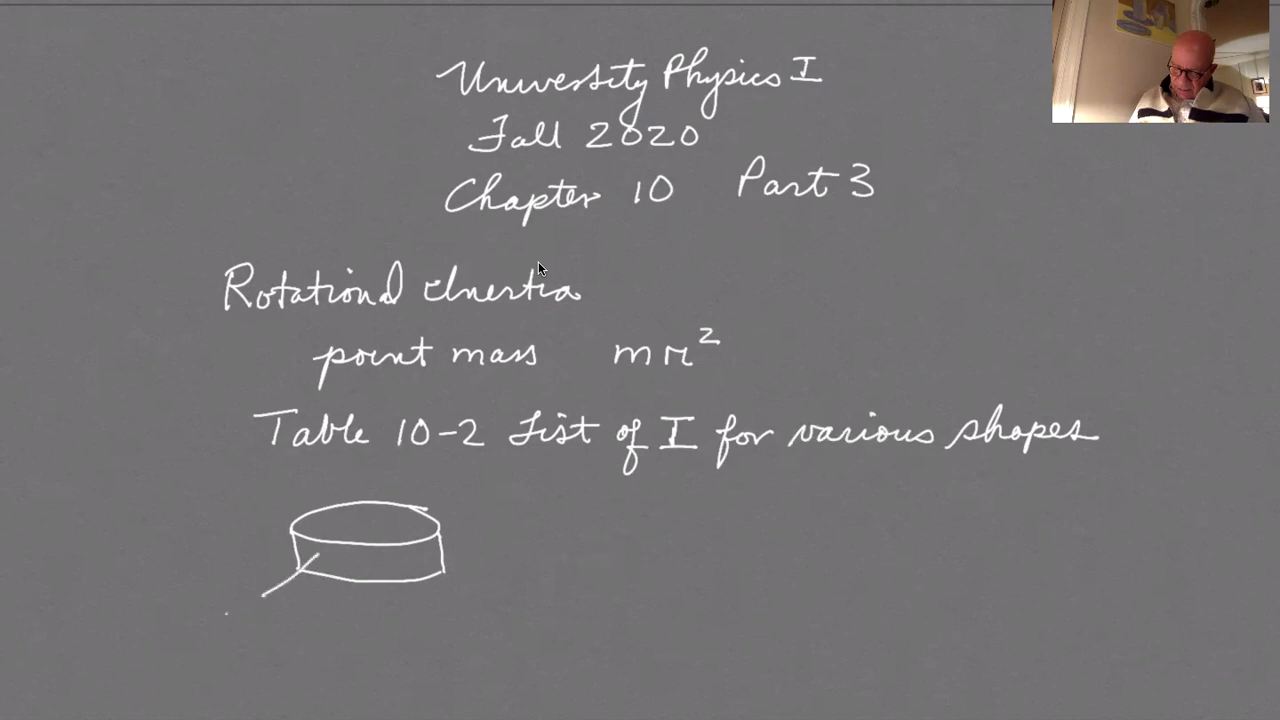 University Physics I
Fall 2020
Chapter 10 Part 3
Rotational Inertia
point mass mr²
Table 10-2 List of I for various shapes